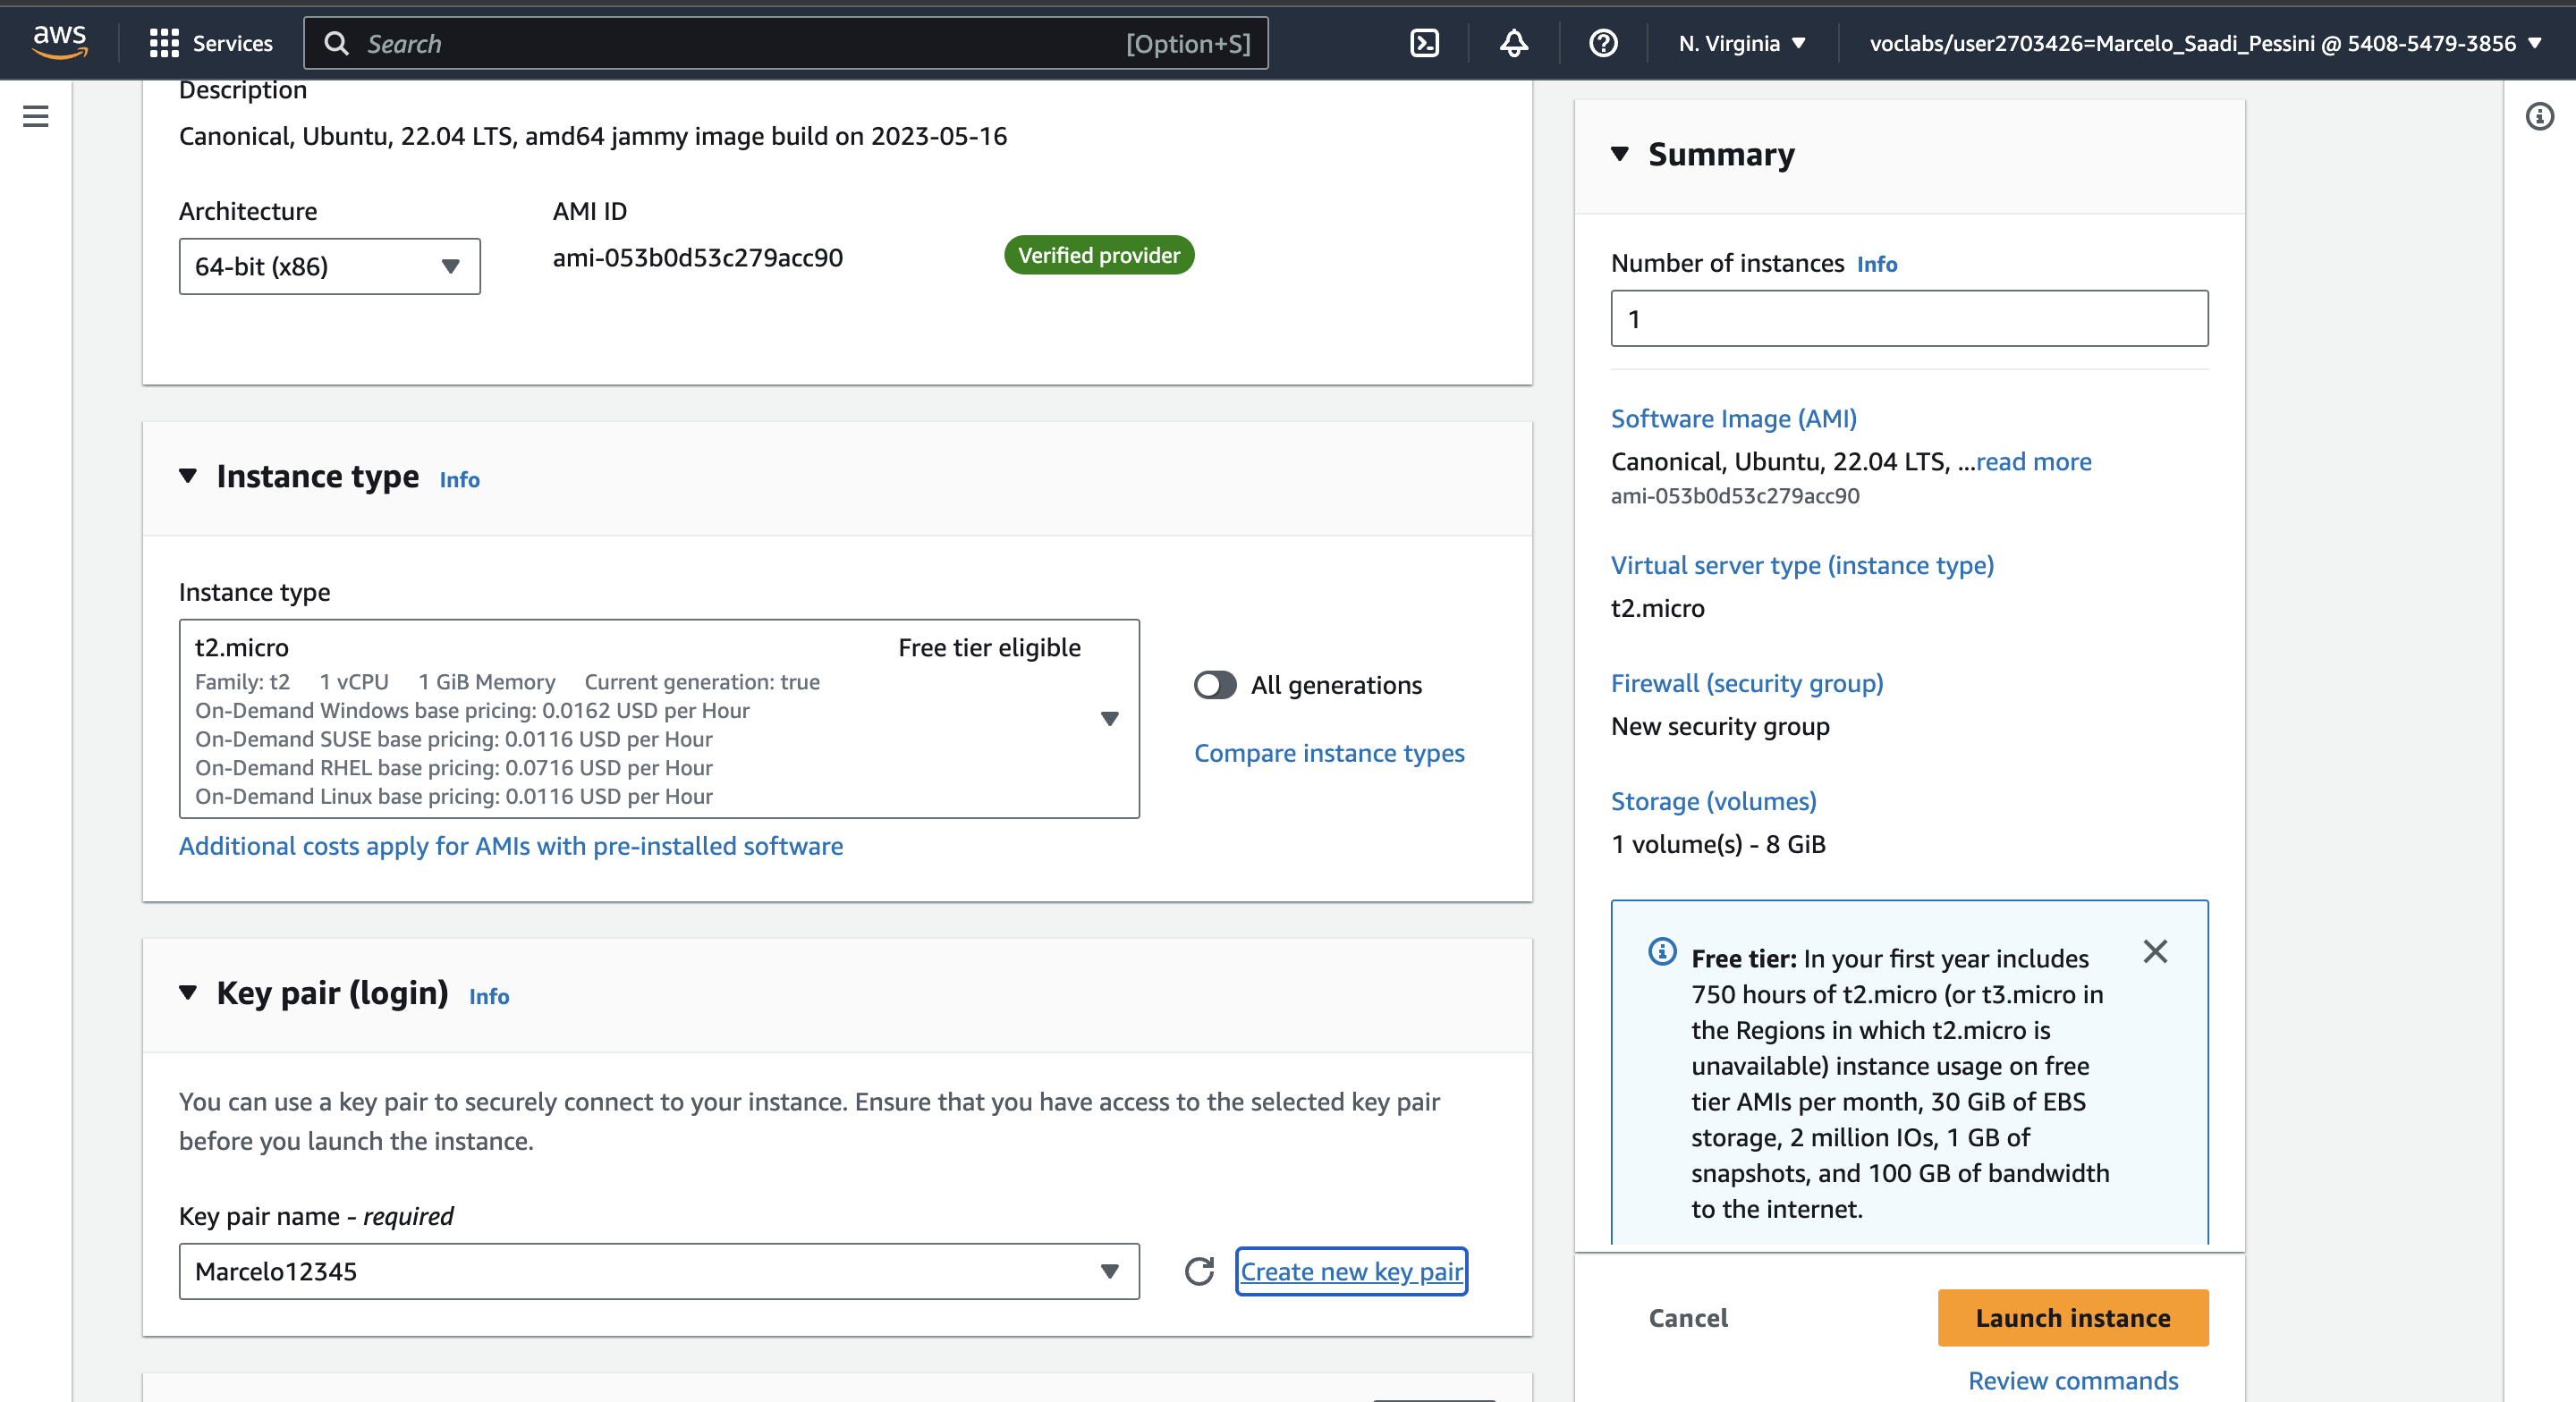 aws
Services
Search
[Option+S]
N. Virginia
voclabs/user2703426=Marcelo_Saadi_Pessini @ 5408-5479-3856
Description
Canonical, Ubuntu, 22.04 LTS, amd64 jammy image build on 2023-05-16
Architecture
AMI ID
64-bit (x86)
ami-053b0d53c279acc90
Verified provider
Instance type Info
Instance type
t2.micro
Free tier eligible
Family: t2 1 vCPU 1 GiB Memory Current generation: true
On-Demand Windows base pricing: 0.0162 USD per Hour
On-Demand SUSE base pricing: 0.0116 USD per Hour
On-Demand RHEL base pricing: 0.0716 USD per Hour
On-Demand Linux base pricing: 0.0116 USD per Hour
All generations
Compare instance types
Additional costs apply for AMIs with pre-installed software
Key pair (login) Info
You can use a key pair to securely connect to your instance. Ensure that you have access to the selected key pair
before you launch the instance.
Key pair name - required
Marcelo12345
Create new key pair
Summary
Number of instances Info
1
Software Image (AMI)
Canonical, Ubuntu, 22.04 LTS, ...read more
ami-053b0d53c279acc90
Virtual server type (instance type)
t2.micro
Firewall (security group)
New security group
Storage (volumes)
1 volume(s) - 8 GiB
Free tier: In your first year includes
750 hours of t2.micro (or t3.micro in
the Regions in which t2.micro is
unavailable) instance usage on free
tier AMIs per month, 30 GiB of EBS
storage, 2 million IOs, 1 GB of
snapshots, and 100 GB of bandwidth
to the internet.
Cancel
Launch instance
Review commands